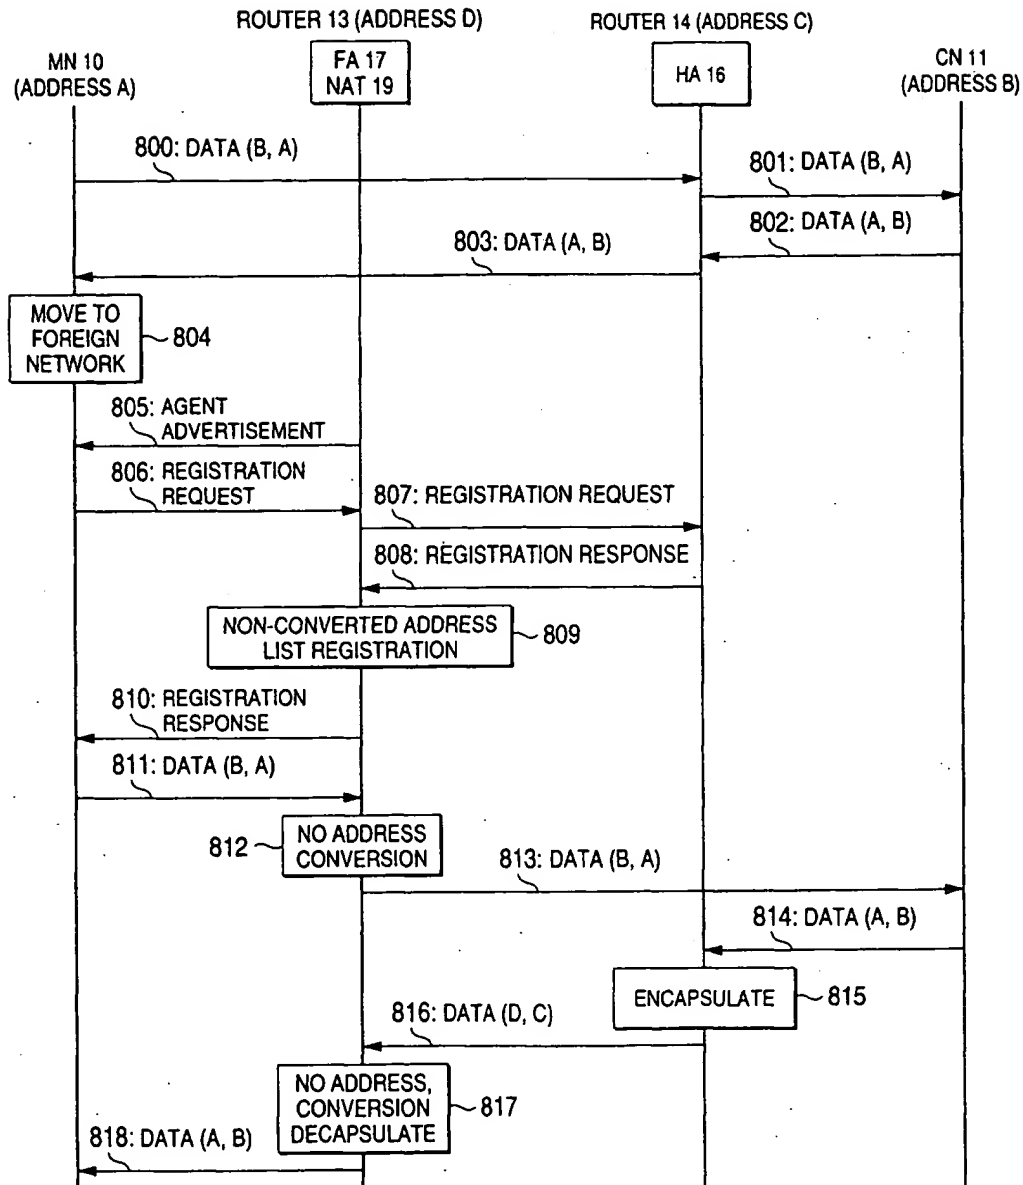 ROUTER 13 (ADDRESS D)
ROUTER 14 (ADDRESS C)
MN 10
(ADDRESS A)
FA 17
NAT 19
HA 16
CN 11
(ADDRESS B)
800: DATA (B, A)
801: DATA (B, A)
802: DATA (A, B)
803: DATA (A, B)
MOVE TO
FOREIGN
NETWORK
804
805: AGENT
ADVERTISEMENT
806: REGISTRATION
REQUEST
807: REGISTRATION REQUEST
808: REGISTRATION RESPONSE
NON-CONVERTED ADDRESS
LIST REGISTRATION
809
810: REGISTRATION
RESPONSE
811: DATA (B, A)
812
NO ADDRESS
CONVERSION
813: DATA (B, A)
814: DATA (A, B)
ENCAPSULATE
815
816: DATA (D, C)
NO ADDRESS,
CONVERSION
DECAPSULATE
817
818: DATA (A, B)